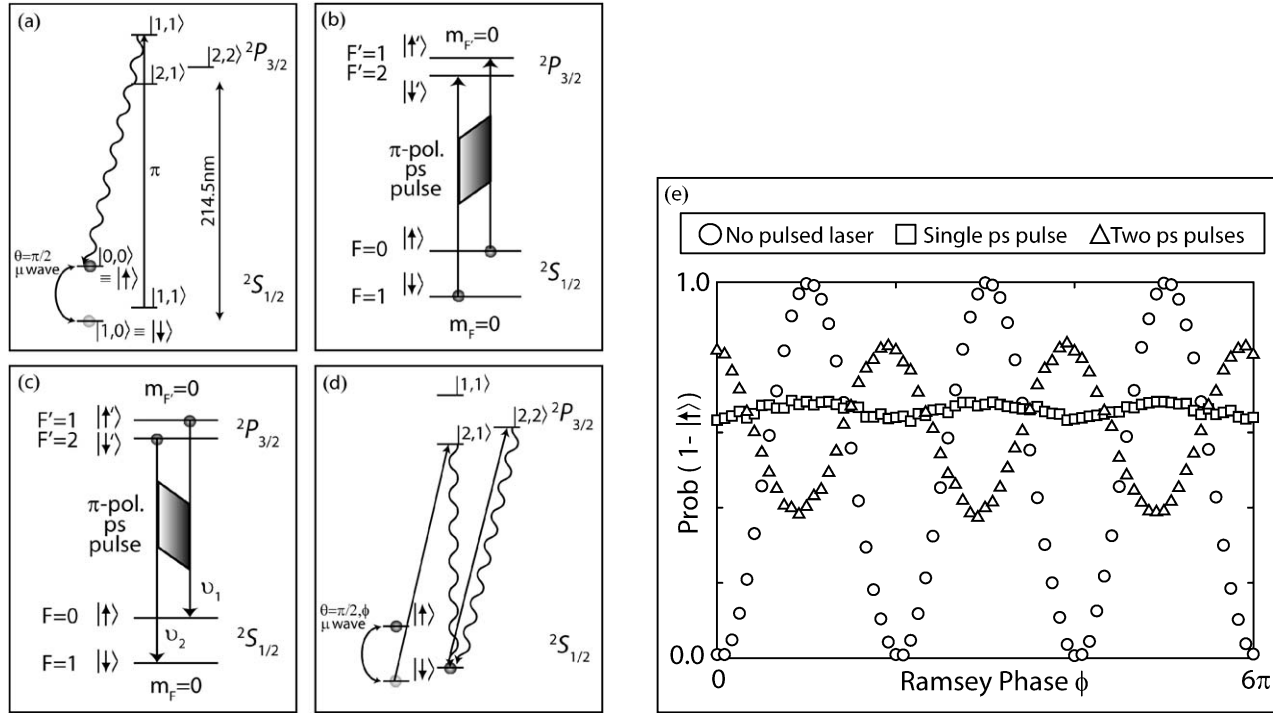 (a)
|1,1⟩
|2,2⟩ ²P₃/₂
|2,1⟩
π
214.5nm
θ=π/2
μ wave
|0,0⟩
≡ |↑⟩
²S₁/₂
|1,1⟩
|1,0⟩ ≡ |↓⟩
(b)
m_F'=0
F'=1 |↑'⟩
F'=2
|↓'⟩
²P₃/₂
π-pol.
ps
pulse
F=0 |↑⟩
²S₁/₂
F=1 |↓⟩
m_F=0
(c)
m_F'=0
F'=1 |↑'⟩
F'=2 |↓'⟩
²P₃/₂
π-pol.
ps
pulse
υ₁
F=0 |↑⟩
υ₂
²S₁/₂
F=1 |↓⟩
m_F=0
(d)
|1,1⟩
|2,2⟩ ²P₃/₂
|2,1⟩
θ=π/2,ϕ
μ wave
|↑⟩
|↓⟩
²S₁/₂
(e)
No pulsed laser Single ps pulse Two ps pulses
1.0
Prob ( 1- |↑⟩)
0.0
0 Ramsey Phase ϕ 6π